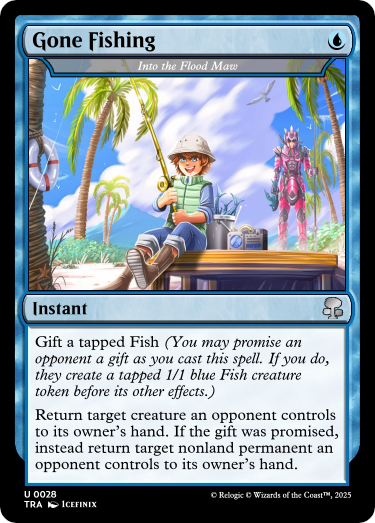 Gone Fishing
Into the Flood Maw
Instant
Gift a tapped Fish (You may promise an
opponent a gift as you cast this spell. If you do,
they create a tapped 1/1 blue Fish creature
token before its other effects.)
Return target creature an opponent controls
to its owner's hand. If the gift was promised,
instead return target nonland permanent an
opponent controls to its owner's hand.
U 0028
TRA Icefinix
© Relogic © Wizards of the Coast™, 2025